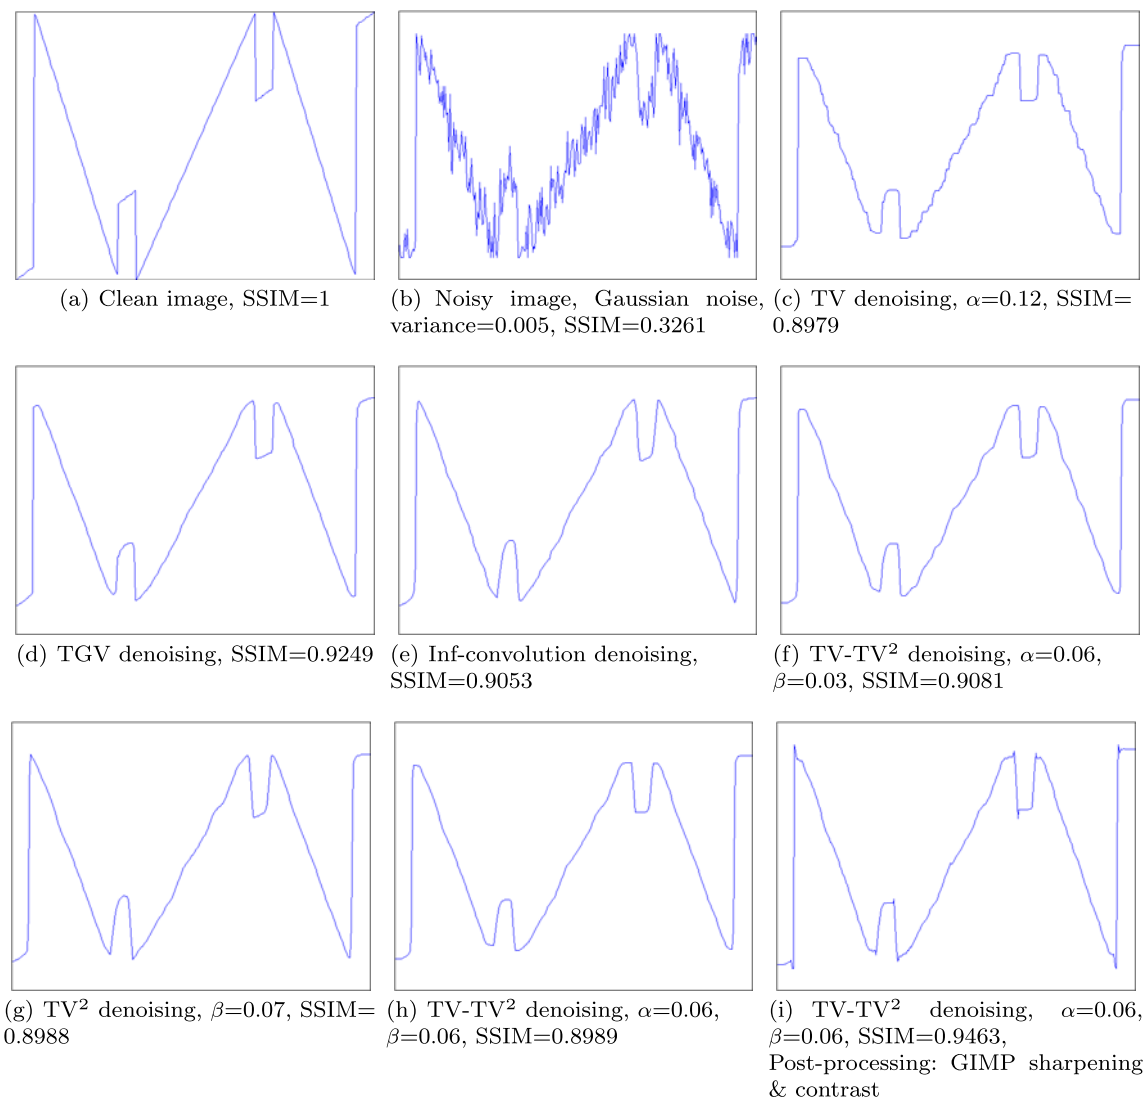 (a) Clean image, SSIM=1
(b) Noisy image, Gaussian noise,
variance=0.005, SSIM=0.3261
(c) TV denoising, α=0.12, SSIM=
0.8979
(d) TGV denoising, SSIM=0.9249
(e) Inf-convolution denoising,
SSIM=0.9053
(f) TV-TV² denoising, α=0.06,
β=0.03, SSIM=0.9081
(g) TV² denoising, β=0.07, SSIM=
0.8988
(h) TV-TV² denoising, α=0.06,
β=0.06, SSIM=0.8989
(i) TV-TV² denoising, α=0.06,
β=0.06, SSIM=0.9463,
Post-processing: GIMP sharpening
& contrast